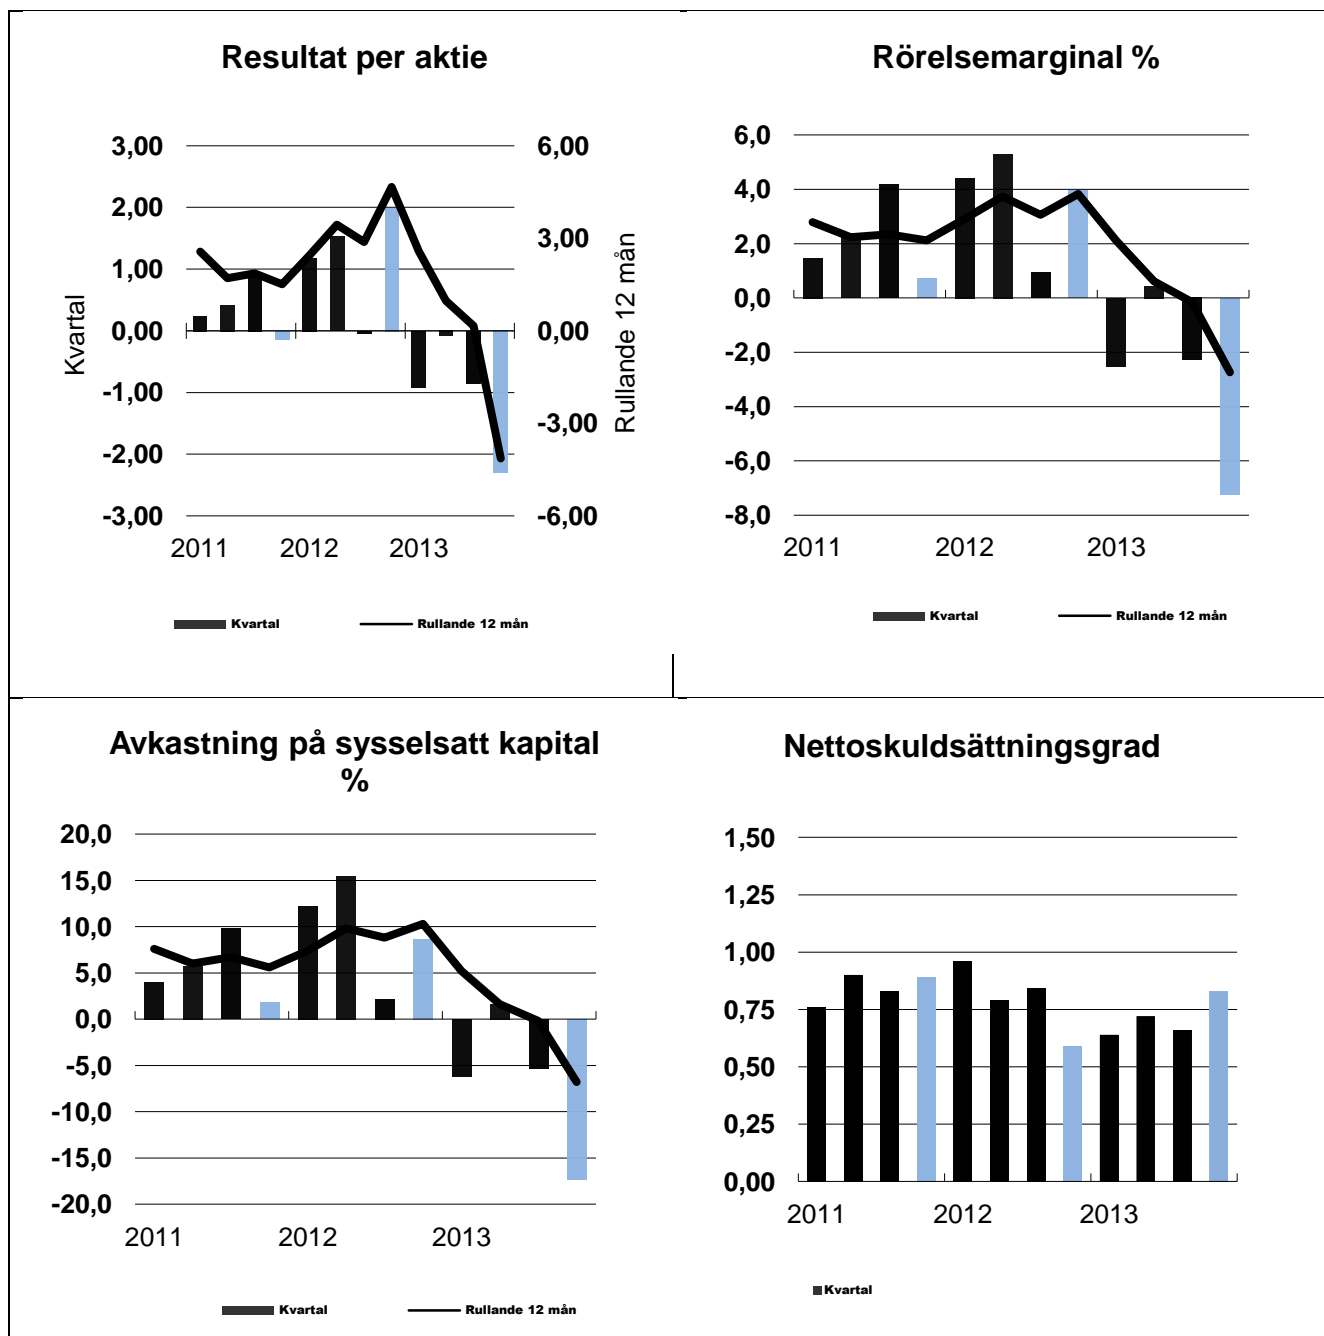 Resultat per aktie
3,00
2,00
1,00
0,00
-1,00
-2,00
-3,00
Kvartal
6,00
3,00
0,00
-3,00
-6,00
Rullande 12 mån
2011 2012 2013
Kvartal Rullande 12 mån
Rörelsemarginal %
6,0
4,0
2,0
0,0
-2,0
-4,0
-6,0
-8,0
2011 2012 2013
Kvartal Rullande 12 mån
Avkastning på sysselsatt kapital
%
20,0
15,0
10,0
5,0
0,0
-5,0
-10,0
-15,0
-20,0
2011 2012 2013
Kvartal Rullande 12 mån
Nettoskuldsättningsgrad
1,50
1,25
1,00
0,75
0,50
0,25
0,00
2011 2012 2013
Kvartal